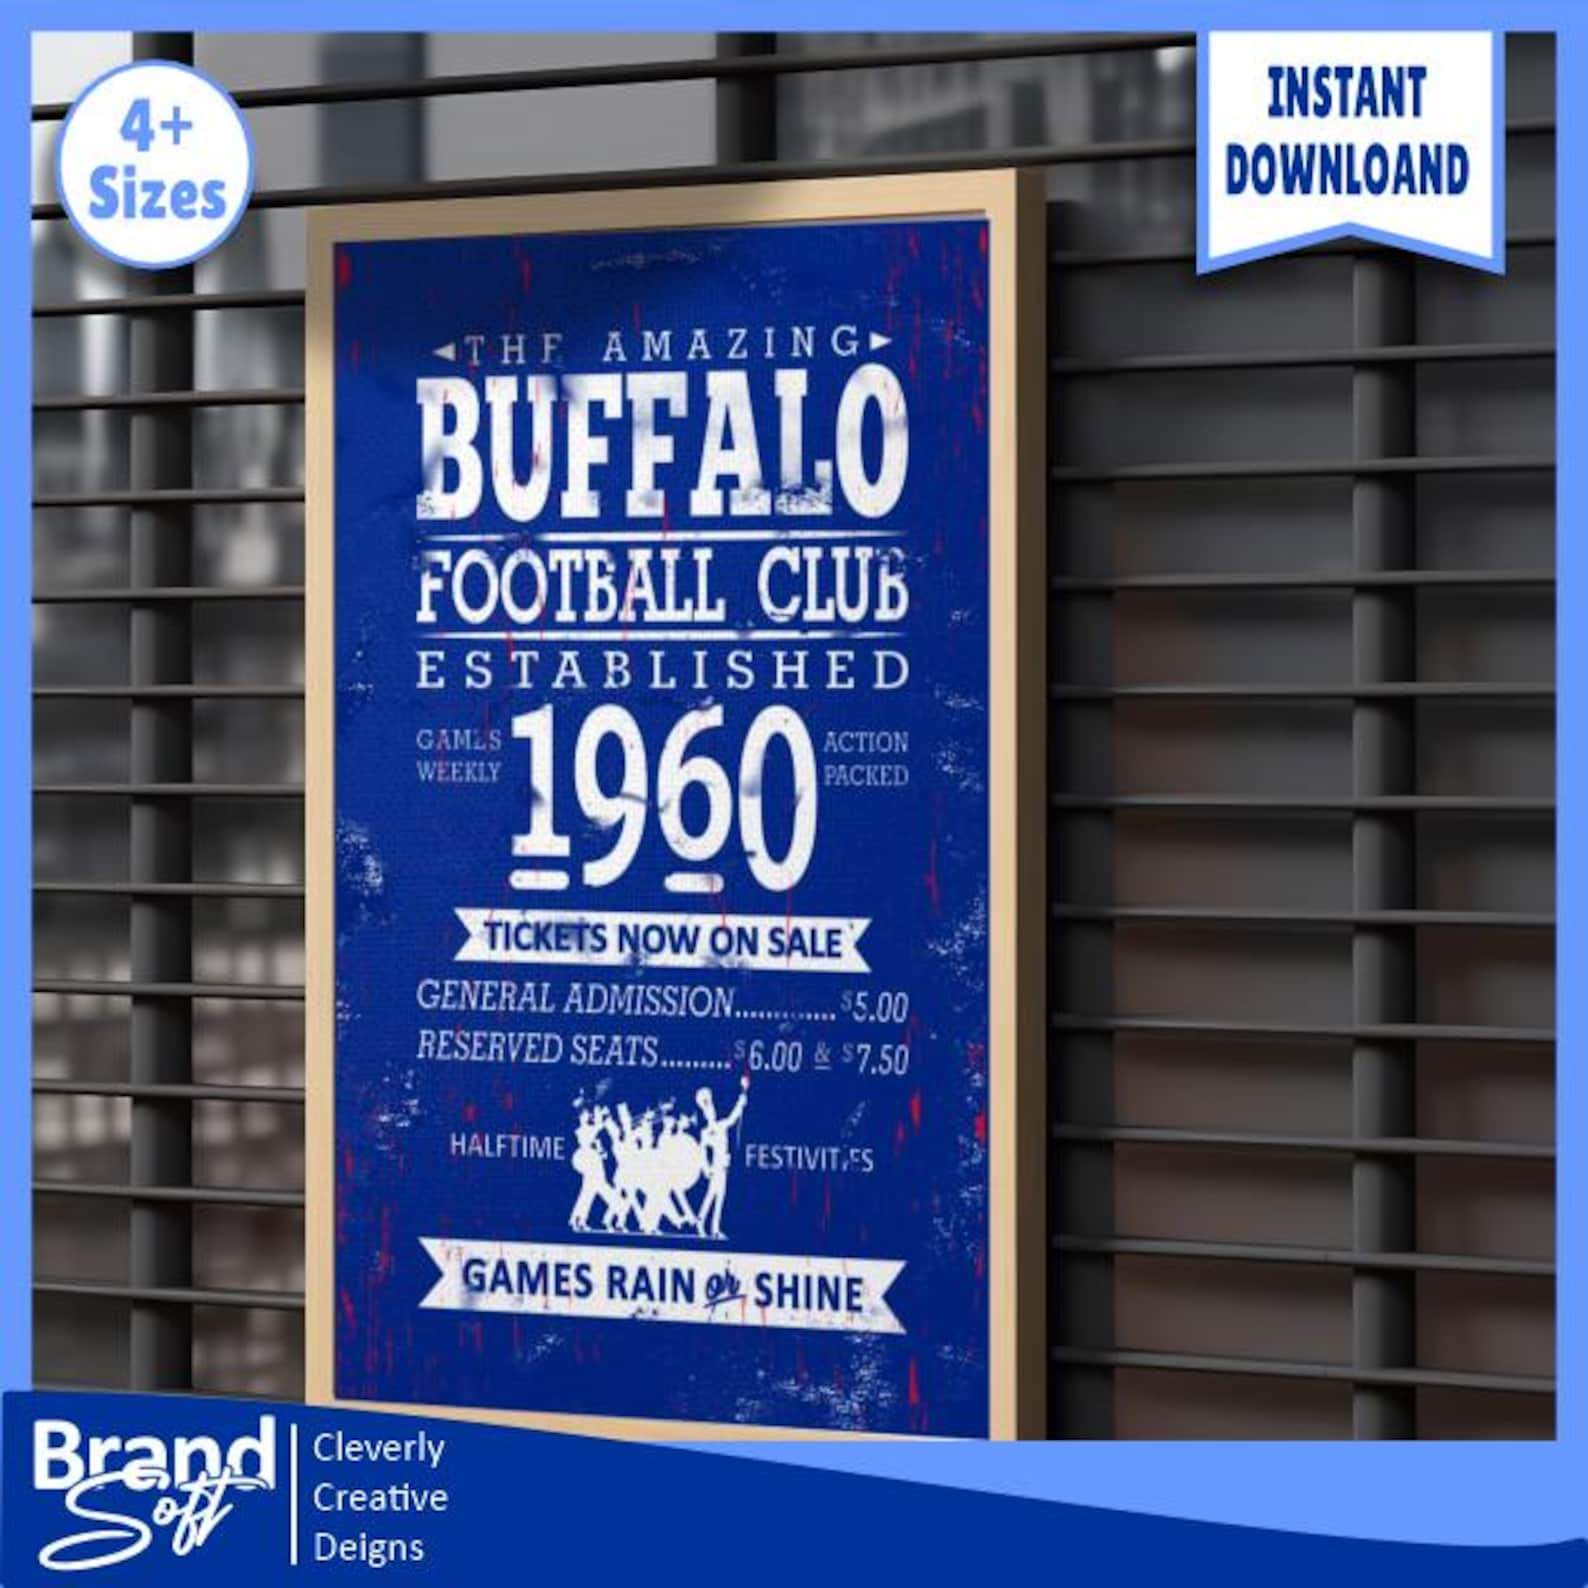 4+
Sizes
INSTANT
DOWNLOAND
THE AMAZING
BUFFALO
FOOTBALL CLUB
ESTABLISHED
GAMES
WEEKLY
1960
ACTION
PACKED
TICKETS NOW ON SALE
GENERAL ADMISSION............ $5.00
RESERVED SEATS......... $6.00 & $7.50
HALFTIME FESTIVITIES
GAMES RAIN or SHINE
Brand
Soft
Cleverly
Creative
Deigns